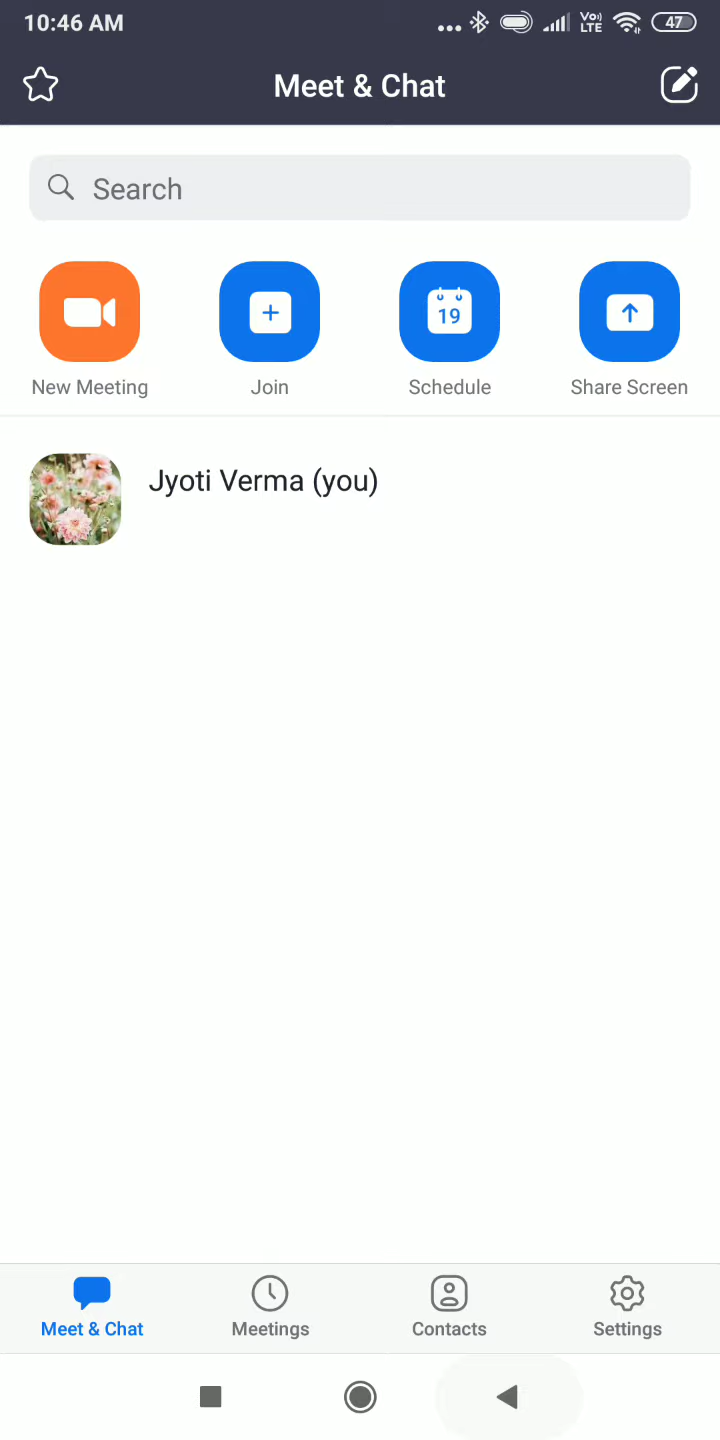 10:46 AM
Vo) LTE 47
Meet & Chat
Search
19
New Meeting Join Schedule Share Screen
Jyoti Verma (you)
Meet & Chat Meetings Contacts Settings